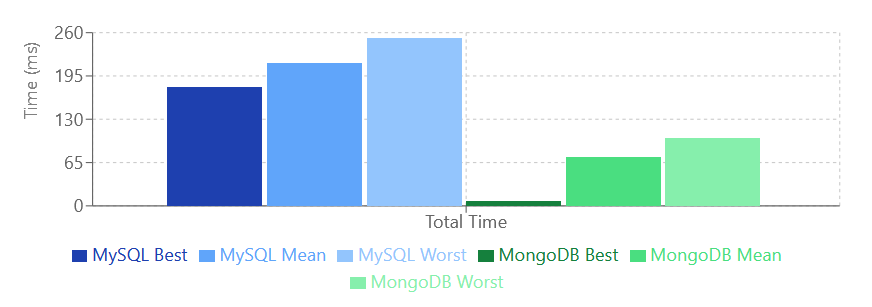 260
195
130
65
0
Time (ms)
Total Time
MySQL Best MySQL Mean MySQL Worst MongoDB Best MongoDB Mean
MongoDB Worst